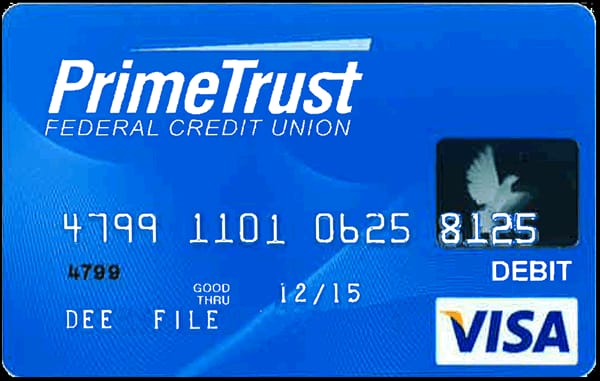 PrimeTrust
FEDERAL CREDIT UNION
4799 1101 0625 8125
4799
DEBIT
GOOD THRU 12/15
DEE FILE
VISA